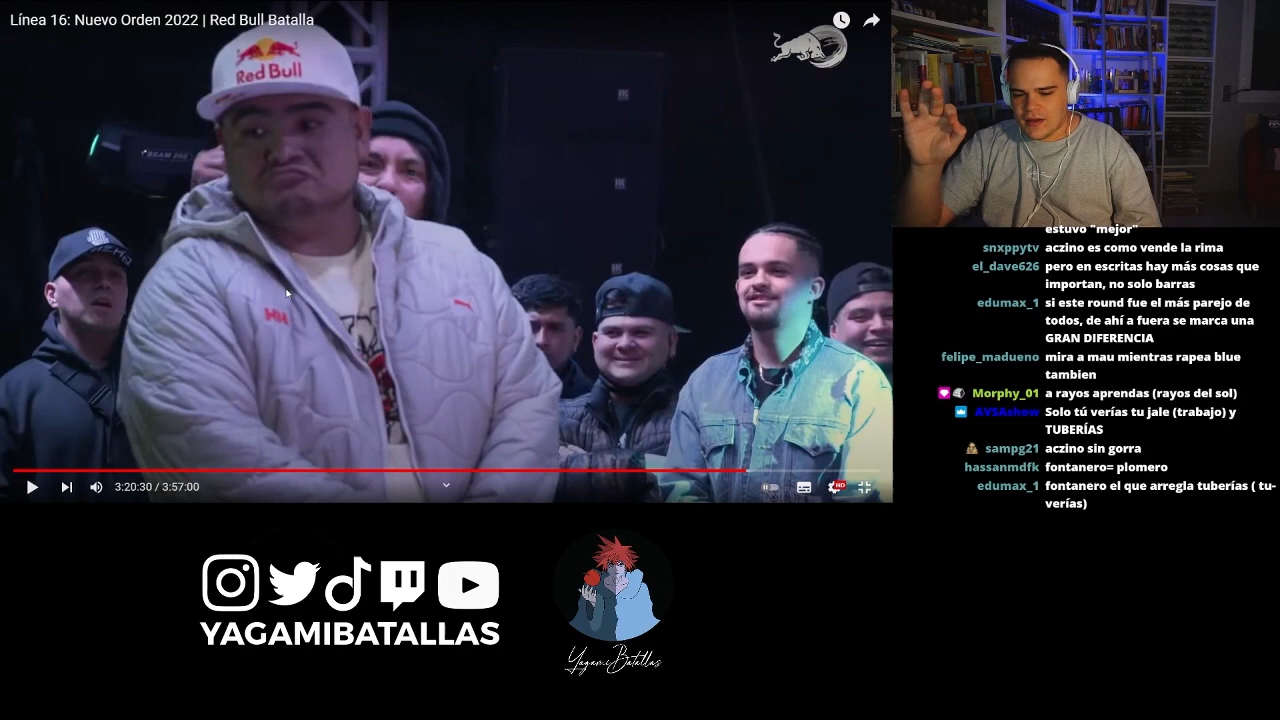 Línea 16: Nuevo Orden 2022 | Red Bull Batalla
Red Bull
BEAM 260
HH
3:20:30 / 3:57:00
HD
estuvo "mejor"
snxppytv aczino es como vende la rima
el_dave626 pero en escritas hay más cosas que
importan, no solo barras
edumax_1 si este round fue el más parejo de
todos, de ahí a fuera se marca una
GRAN DIFERENCIA
felipe_madueno mira a mau mientras rapea blue
tambien
Morphy_01 a rayos aprendas (rayos del sol)
AVSAshow Solo tú verías tu jale (trabajo) y
TUBERÍAS
sampg21 aczino sin gorra
hassanmdfk fontanero= plomero
edumax_1 fontanero el que arregla tuberías ( tu-
verías)
YAGAMIBATALLAS
YagamiBatallas